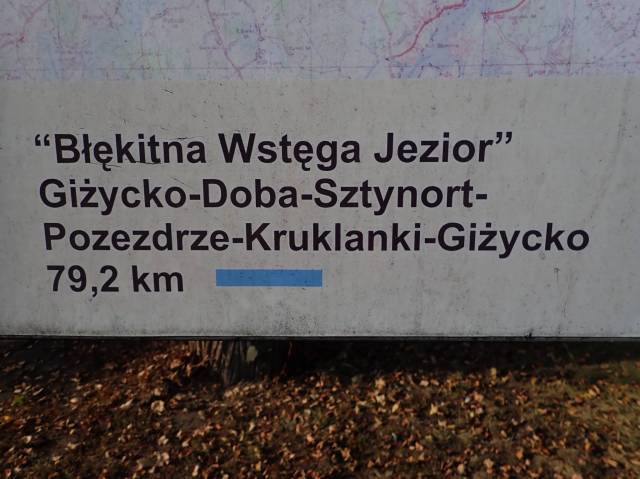 “Błękitna Wstęga Jezior”
Giżycko-Doba-Sztynort-
Pozezdrze-Kruklanki-Giżycko
79,2 km